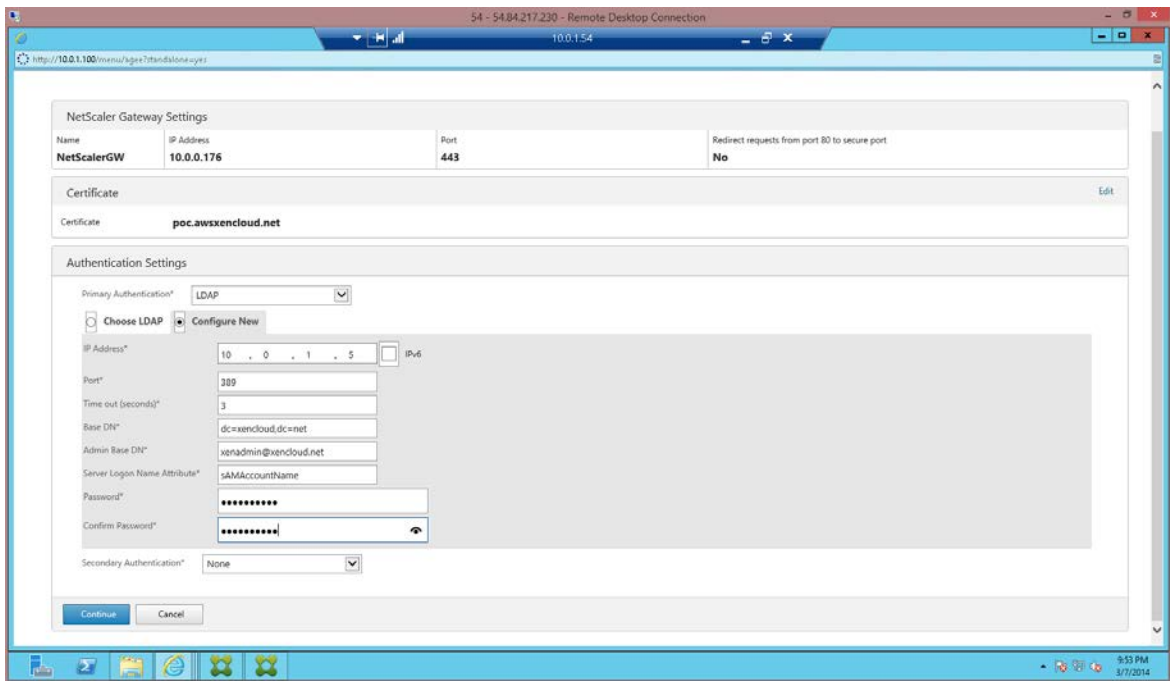 54 - 54.84.217.230 - Remote Desktop Connection
10.0.1.54
http://10.0.1.100/menu/agee?standalone=yes
NetScaler Gateway Settings
Name IP Address Port Redirect requests from port 80 to secure port
NetScalerGW 10.0.0.176 443 No
Certificate Edit
Certificate poc.awsxencloud.net
Authentication Settings
Primary Authentication* LDAP
Choose LDAP Configure New
IP Address* 10 . 0 . 1 . 5 IPv6
Port* 389
Time out (seconds)* 3
Base DN* dc=xencloud,dc=net
Admin Base DN* xenadmin@xencloud.net
Server Logon Name Attribute* sAMAccountName
Password* ••••••••••
Confirm Password* ••••••••••
Secondary Authentication* None
Continue Cancel
9:53 PM
3/7/2014